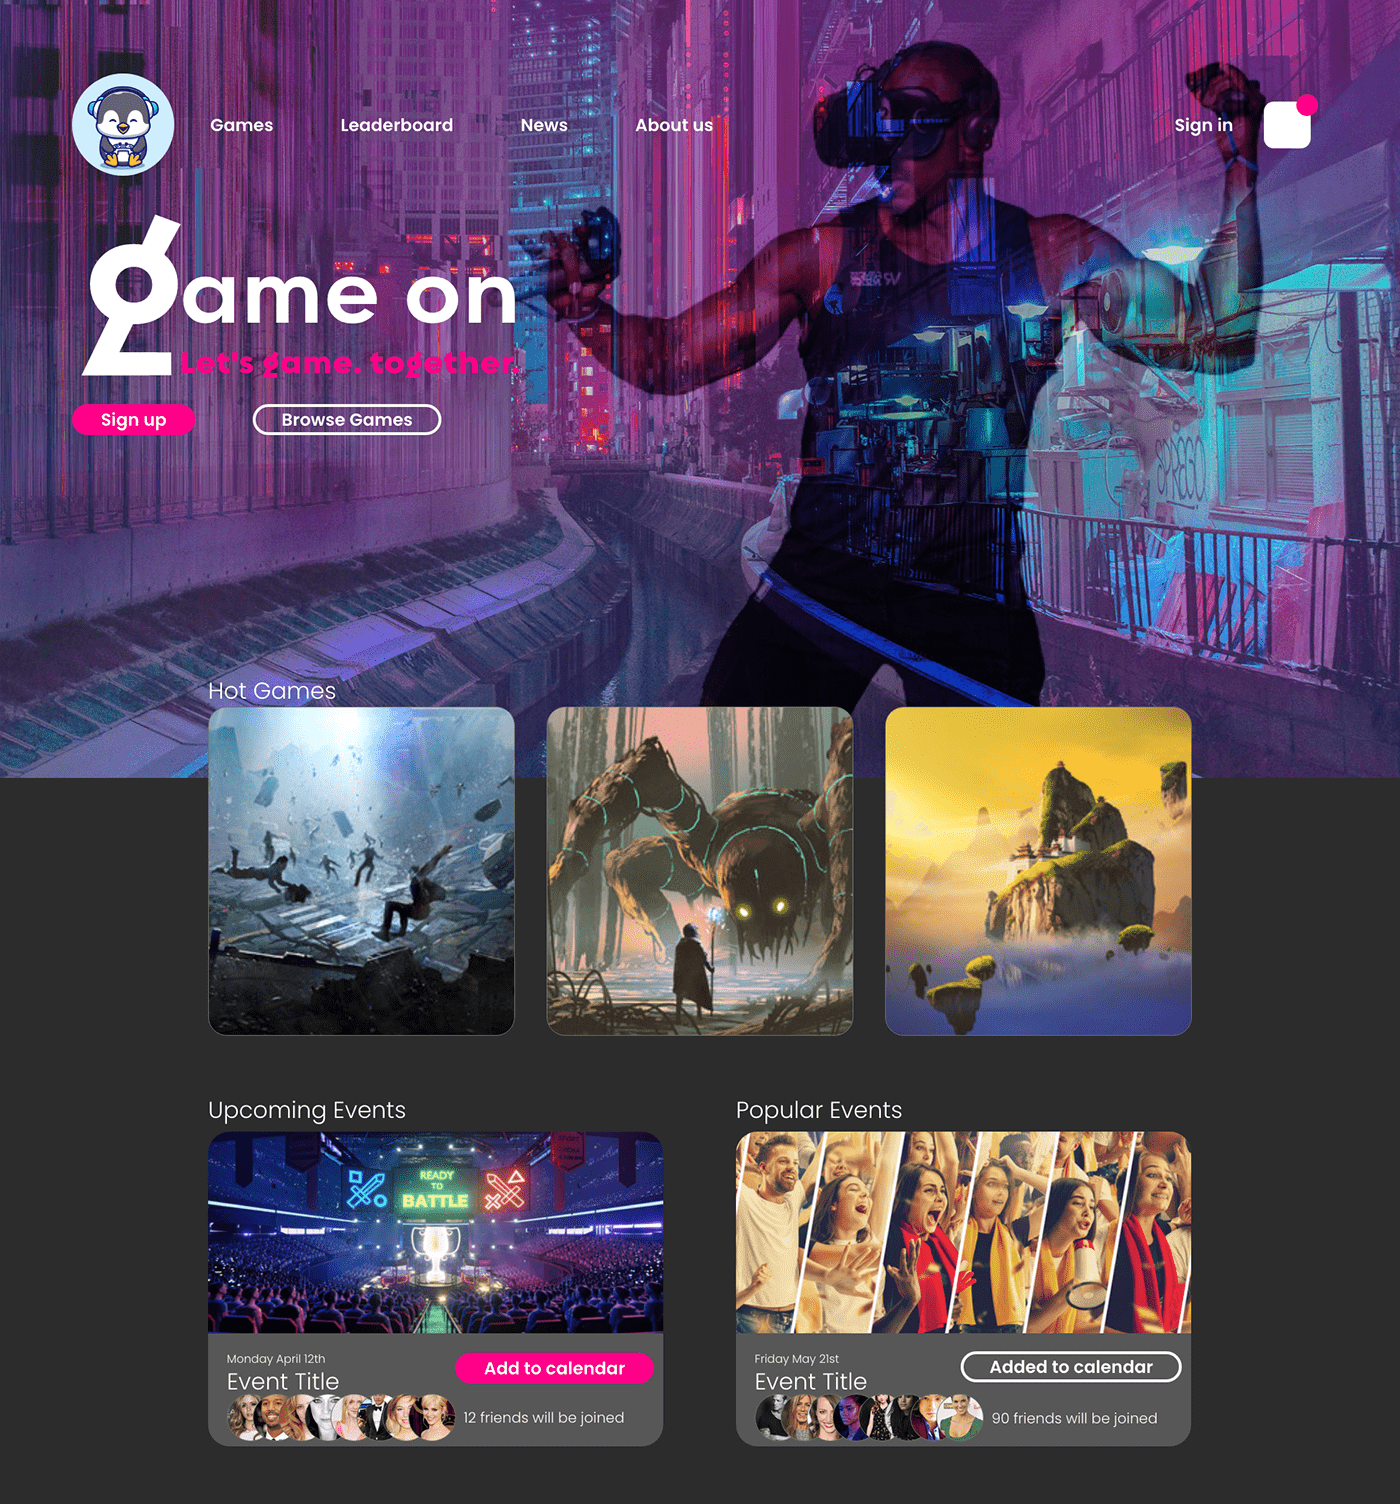 Games
Leaderboard
News
About us
Sign in
game on
Let's game. together.
Sign up
Browse Games
Hot Games
Upcoming Events
Popular Events
READY
TO
BATTLE
Monday April 12th
Event Title
Add to calendar
12 friends will be joined
Friday May 21st
Event Title
Added to calendar
90 friends will be joined